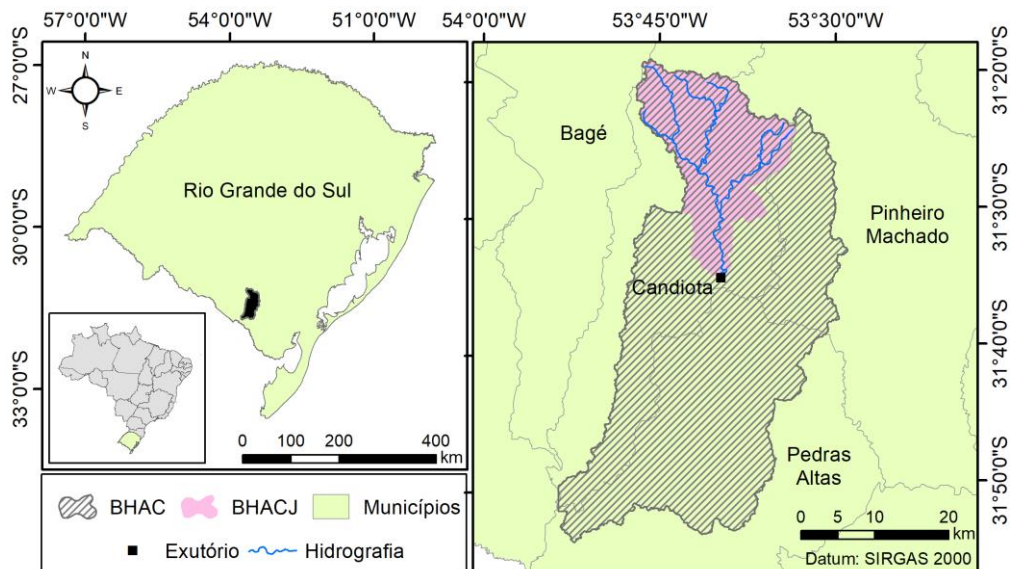 57°0'0"W
54°0'0"W
51°0'0"W
54°0'0"W
53°45'0"W
53°30'0"W
27°0'0"S
30°0'0"S
33°0'0"S
N
W
E
S
Rio Grande do Sul
0 100 200 400
km
BHAC
BHACJ
Municípios
Exutório
Hidrografia
Bagé
Pinheiro
Machado
Candiota
Pedras
Altas
0 5 10 20
km
Datum: SIRGAS 2000
31°20'0"S
31°30'0"S
31°40'0"S
31°50'0"S